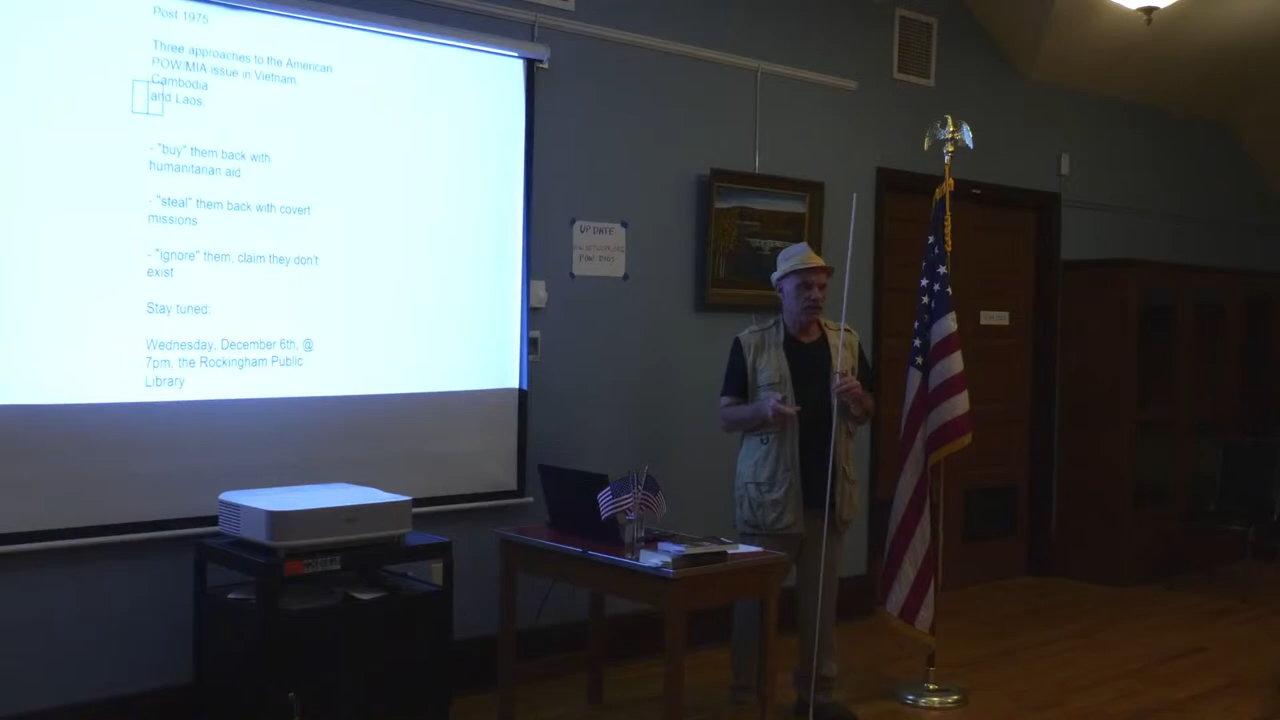 Post 1975
Three approaches to the American
POW/MIA issue in Vietnam.
Cambodia
and Laos.
- "buy" them back with
humanitarian aid
- "steal" them back with covert
missions
- "ignore" them, claim they don't
exist
Stay tuned:
Wednesday, December 6th, @
7pm, the Rockingham Public
Library
UPDATE